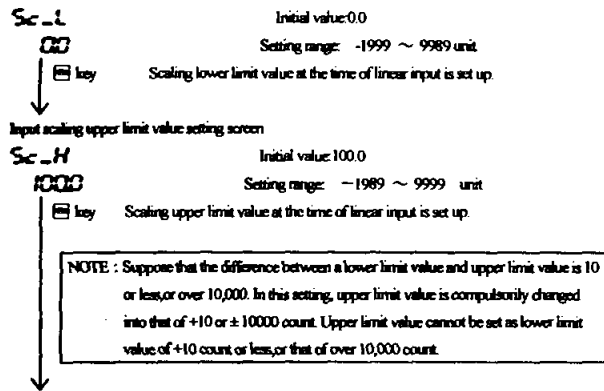 Sc_L Initial value:0.0
0.0 Setting range: -1999 ～ 9989 unit
key Scaling lower limit value at the time of linear input is set up.
Input scaling upper limit value setting screen
Sc_H Initial value:100.0
100.0 Setting range: −1989 ～ 9999 unit
key Scaling upper limit value at the time of linear input is set up.
NOTE : Suppose that the difference between a lower limit value and upper limit value is 10
or less,or over 10,000. In this setting, upper limit value is compulsorily changed
into that of +10 or ± 10000 count. Upper limit value cannot be set as lower limit
value of +10 count or less,or that of over 10,000 count.